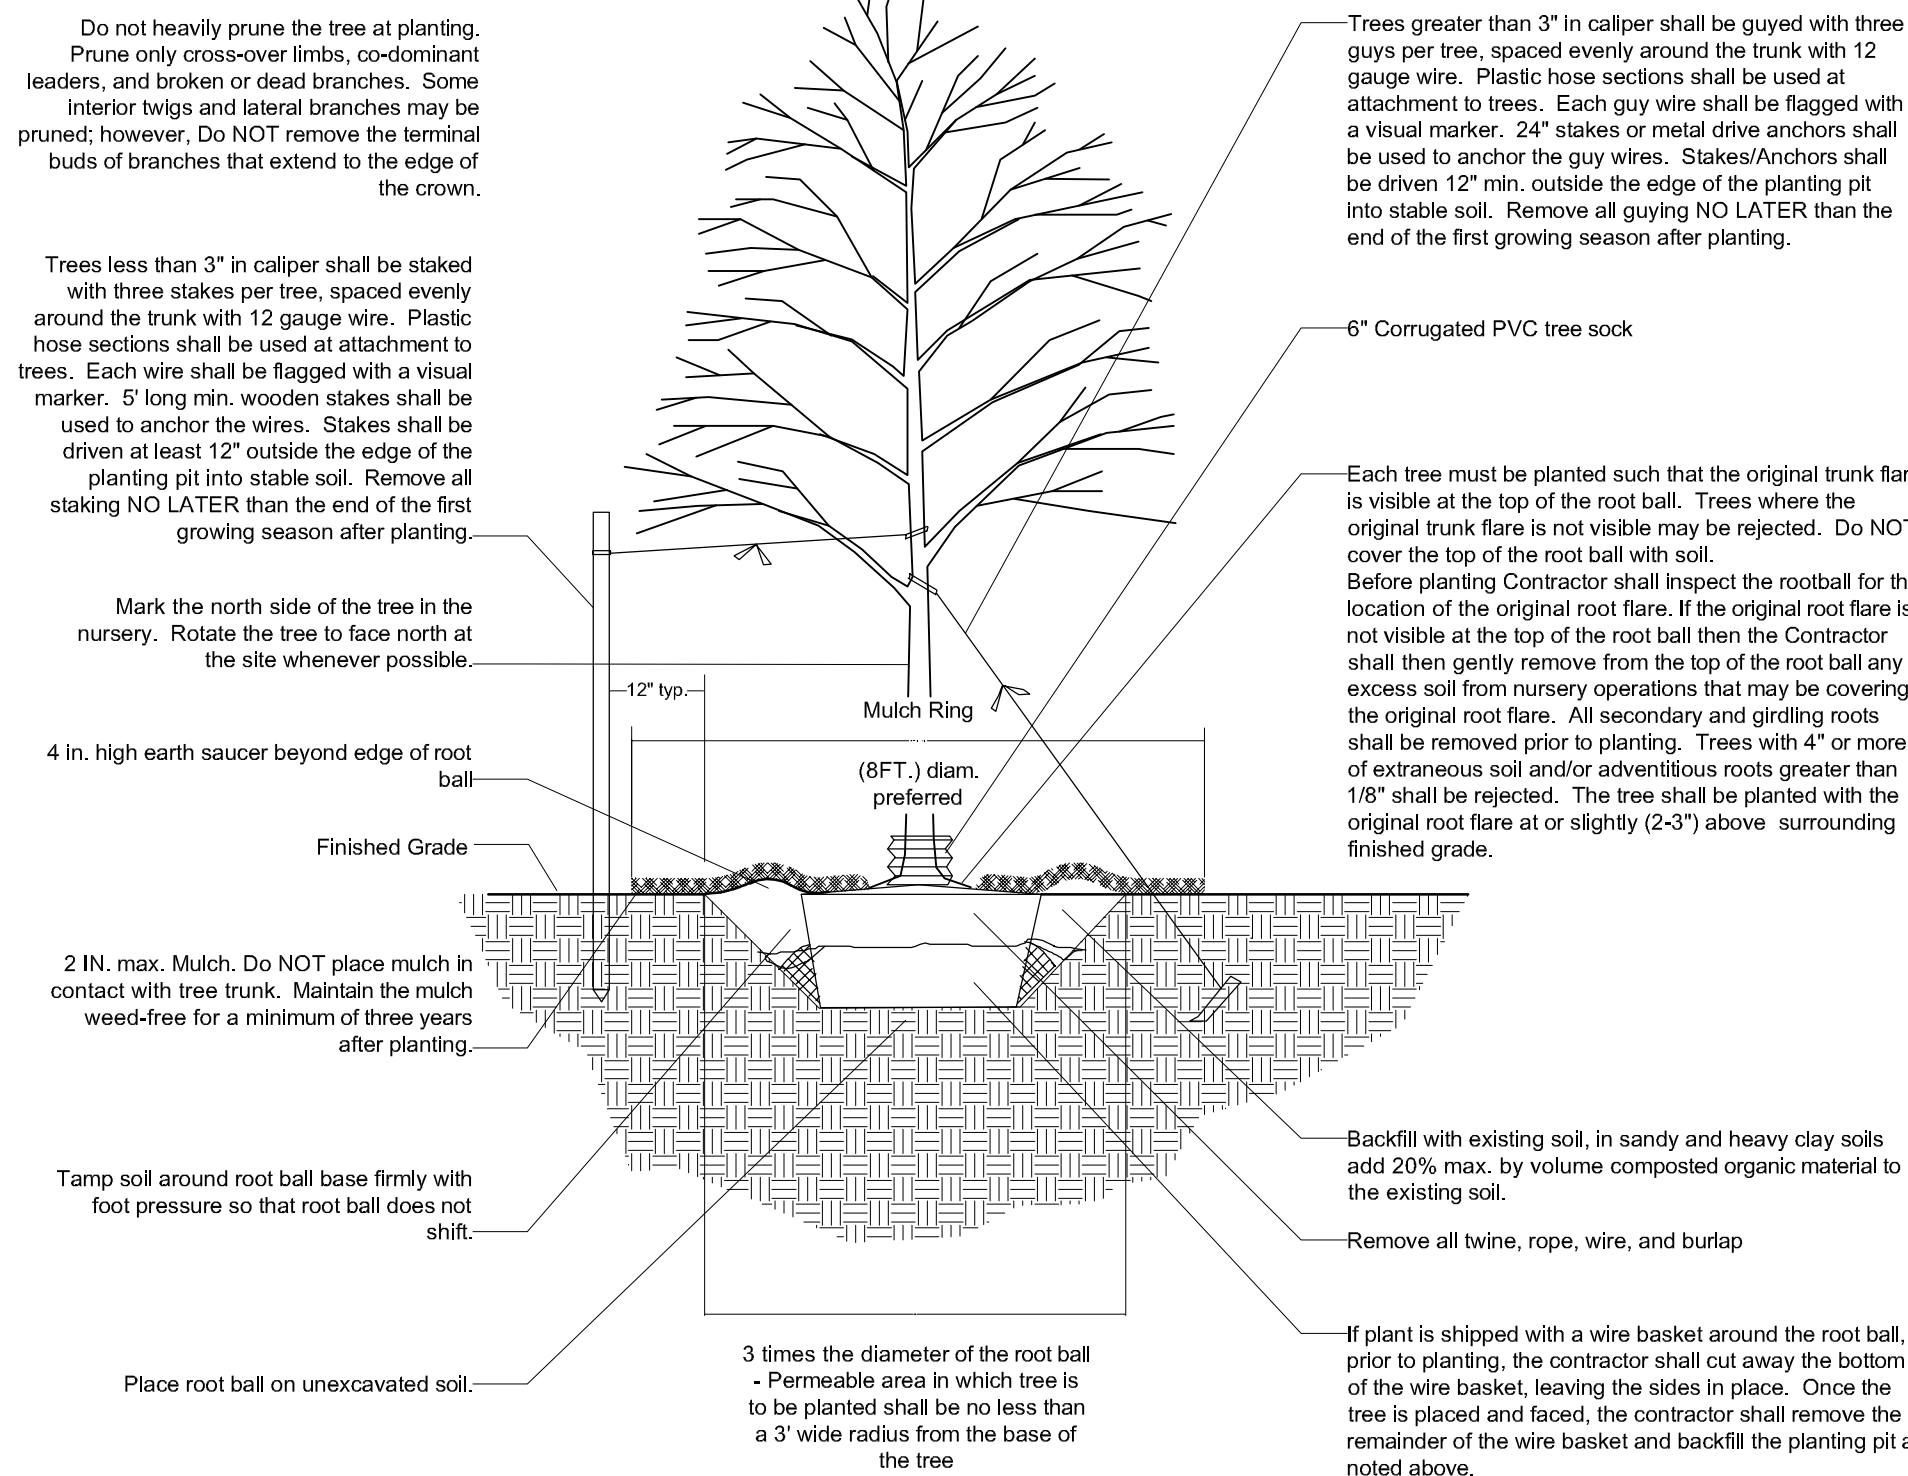 Do not heavily prune the tree at planting.
Prune only cross-over limbs, co-dominant
leaders, and broken or dead branches. Some
interior twigs and lateral branches may be
pruned; however, Do NOT remove the terminal
buds of branches that extend to the edge of
the crown.
Trees less than 3" in caliper shall be staked
with three stakes per tree, spaced evenly
around the trunk with 12 gauge wire. Plastic
hose sections shall be used at attachment to
trees. Each wire shall be flagged with a visual
marker. 5' long min. wooden stakes shall be
used to anchor the wires. Stakes shall be
driven at least 12" outside the edge of the
planting pit into stable soil. Remove all
staking NO LATER than the end of the first
growing season after planting.
Mark the north side of the tree in the
nursery. Rotate the tree to face north at
the site whenever possible.
4 in. high earth saucer beyond edge of root
ball
Finished Grade
2 IN. max. Mulch. Do NOT place mulch in
contact with tree trunk. Maintain the mulch
weed-free for a minimum of three years
after planting.
Tamp soil around root ball base firmly with
foot pressure so that root ball does not
shift.
Place root ball on unexcavated soil.
12" typ.
Mulch Ring
(8FT.) diam.
preferred
3 times the diameter of the root ball
- Permeable area in which tree is
to be planted shall be no less than
a 3' wide radius from the base of
the tree
Trees greater than 3" in caliper shall be guyed with three
guys per tree, spaced evenly around the trunk with 12
gauge wire. Plastic hose sections shall be used at
attachment to trees. Each guy wire shall be flagged with
a visual marker. 24" stakes or metal drive anchors shall
be used to anchor the guy wires. Stakes/Anchors shall
be driven 12" min. outside the edge of the planting pit
into stable soil. Remove all guying NO LATER than the
end of the first growing season after planting.
6" Corrugated PVC tree sock
Each tree must be planted such that the original trunk
is visible at the top of the root ball. Trees where the
original trunk flare is not visible may be rejected. Do
cover the top of the root ball with soil.
Before planting Contractor shall inspect the rootball for
location of the original root flare. If the original root flare
not visible at the top of the root ball then the Contractor
shall then gently remove from the top of the root ball any
excess soil from nursery operations that may be covering
the original root flare. All secondary and girdling roots
shall be removed prior to planting. Trees with 4" or more
of extraneous soil and/or adventitious roots greater than
1/8" shall be rejected. The tree shall be planted with the
original root flare at or slightly (2-3") above surrounding
finished grade.
Backfill with existing soil, in sandy and heavy clay soils
add 20% max. by volume composted organic material to
the existing soil.
Remove all twine, rope, wire, and burlap
If plant is shipped with a wire basket around the root ball,
prior to planting, the contractor shall cut away the bottom
of the wire basket, leaving the sides in place. Once the
tree is placed and faced, the contractor shall remove the
remainder of the wire basket and backfill the planting pit
noted above.